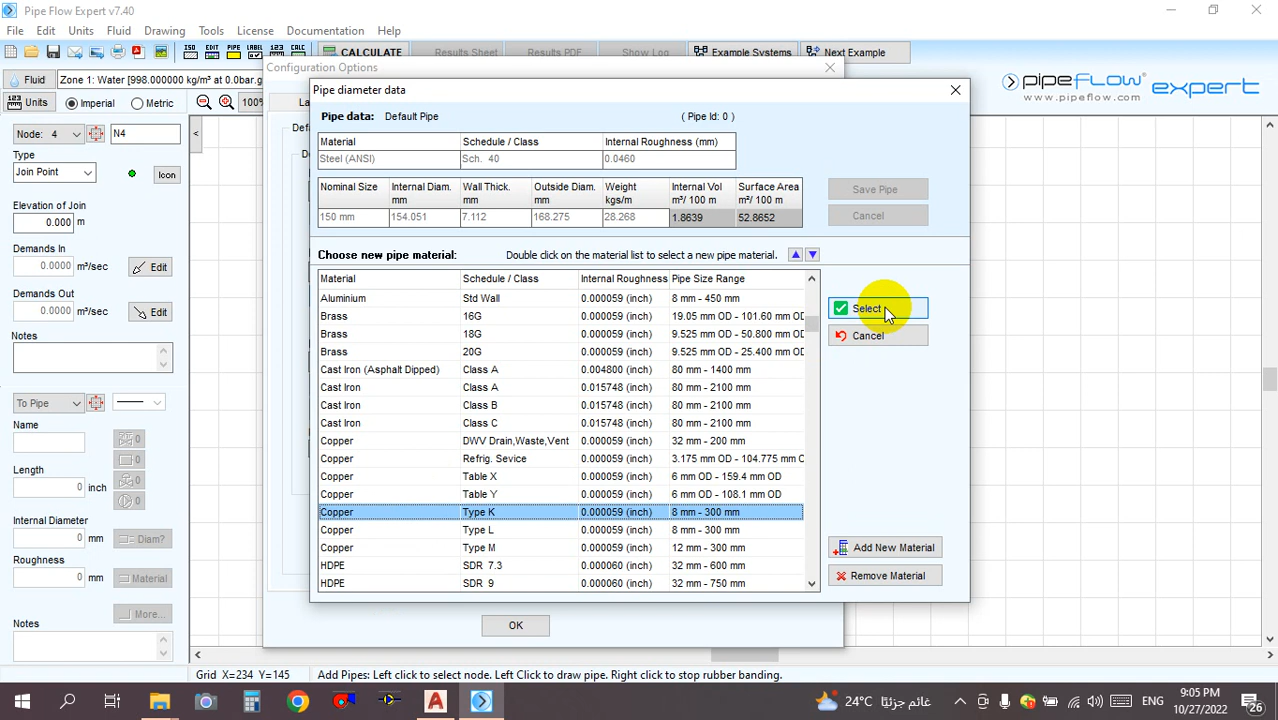 Pipe Flow Expert v7.40
File Edit Units Fluid Drawing Tools License Documentation Help
ISO EDIT PIPE LABEL CALC CALCULATE Results Sheet Results PDF Show Log Example Systems Next Example
Fluid Zone 1: Water [998.000000 kg/m³ at 0.0bar.g
Configuration Options
pipeFLOW expert
www.pipeflow.com
Units Imperial Metric 100%
Node: 4 N4
Type
Join Point Icon
Elevation of Join
0.000 m
Demands In
0.0000 m³/sec Edit
Demands Out
0.0000 m³/sec Edit
Notes
To Pipe
Name
Length
0 inch
Internal Diameter
0 mm Diam?
Roughness
0 mm Material
More...
Notes
Pipe diameter data
Pipe data: Default Pipe ( Pipe Id: 0 )
Material Schedule / Class Internal Roughness (mm)
Steel (ANSI) Sch. 40 0.0460
Nominal Size Internal Diam. mm Wall Thick. mm Outside Diam. mm Weight kgs/m Internal Vol m³/ 100 m Surface Area m²/ 100 m
150 mm 154.051 7.112 168.275 28.268 1.8639 52.8652
Save Pipe
Cancel
Choose new pipe material: Double click on the material list to select a new pipe material.
Material Schedule / Class Internal Roughness Pipe Size Range
Aluminium Std Wall 0.000059 (inch) 8 mm - 450 mm
Brass 16G 0.000059 (inch) 19.05 mm OD - 101.60 mm OD
Brass 18G 0.000059 (inch) 9.525 mm OD - 50.800 mm OD
Brass 20G 0.000059 (inch) 9.525 mm OD - 25.400 mm OD
Cast Iron (Asphalt Dipped) Class A 0.004800 (inch) 80 mm - 1400 mm
Cast Iron Class A 0.015748 (inch) 80 mm - 2100 mm
Cast Iron Class B 0.015748 (inch) 80 mm - 2100 mm
Cast Iron Class C 0.015748 (inch) 80 mm - 2100 mm
Copper DWV Drain,Waste,Vent 0.000059 (inch) 32 mm - 200 mm
Copper Refrig. Sevice 0.000059 (inch) 3.175 mm OD - 104.775 mm O
Copper Table X 0.000059 (inch) 6 mm OD - 159.4 mm OD
Copper Table Y 0.000059 (inch) 6 mm OD - 108.1 mm OD
Copper Type K 0.000059 (inch) 8 mm - 300 mm
Copper Type L 0.000059 (inch) 8 mm - 300 mm
Copper Type M 0.000059 (inch) 12 mm - 300 mm
HDPE SDR 7.3 0.000060 (inch) 32 mm - 600 mm
HDPE SDR 9 0.000060 (inch) 32 mm - 750 mm
Select
Cancel
Add New Material
Remove Material
OK
Grid X=234 Y=145 Add Pipes: Left click to select node. Left Click to draw pipe. Right click to stop rubber banding.
24°C غائم جزئيًا ENG 9:05 PM
10/27/2022 26